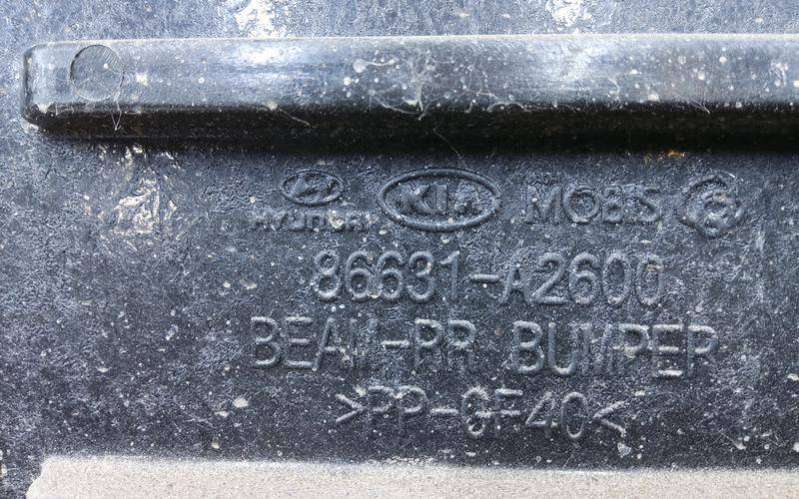 HYUNDAI KIA MOBIS
86631-A2600
BEAM-RR BUMPER
>PP-GF40<